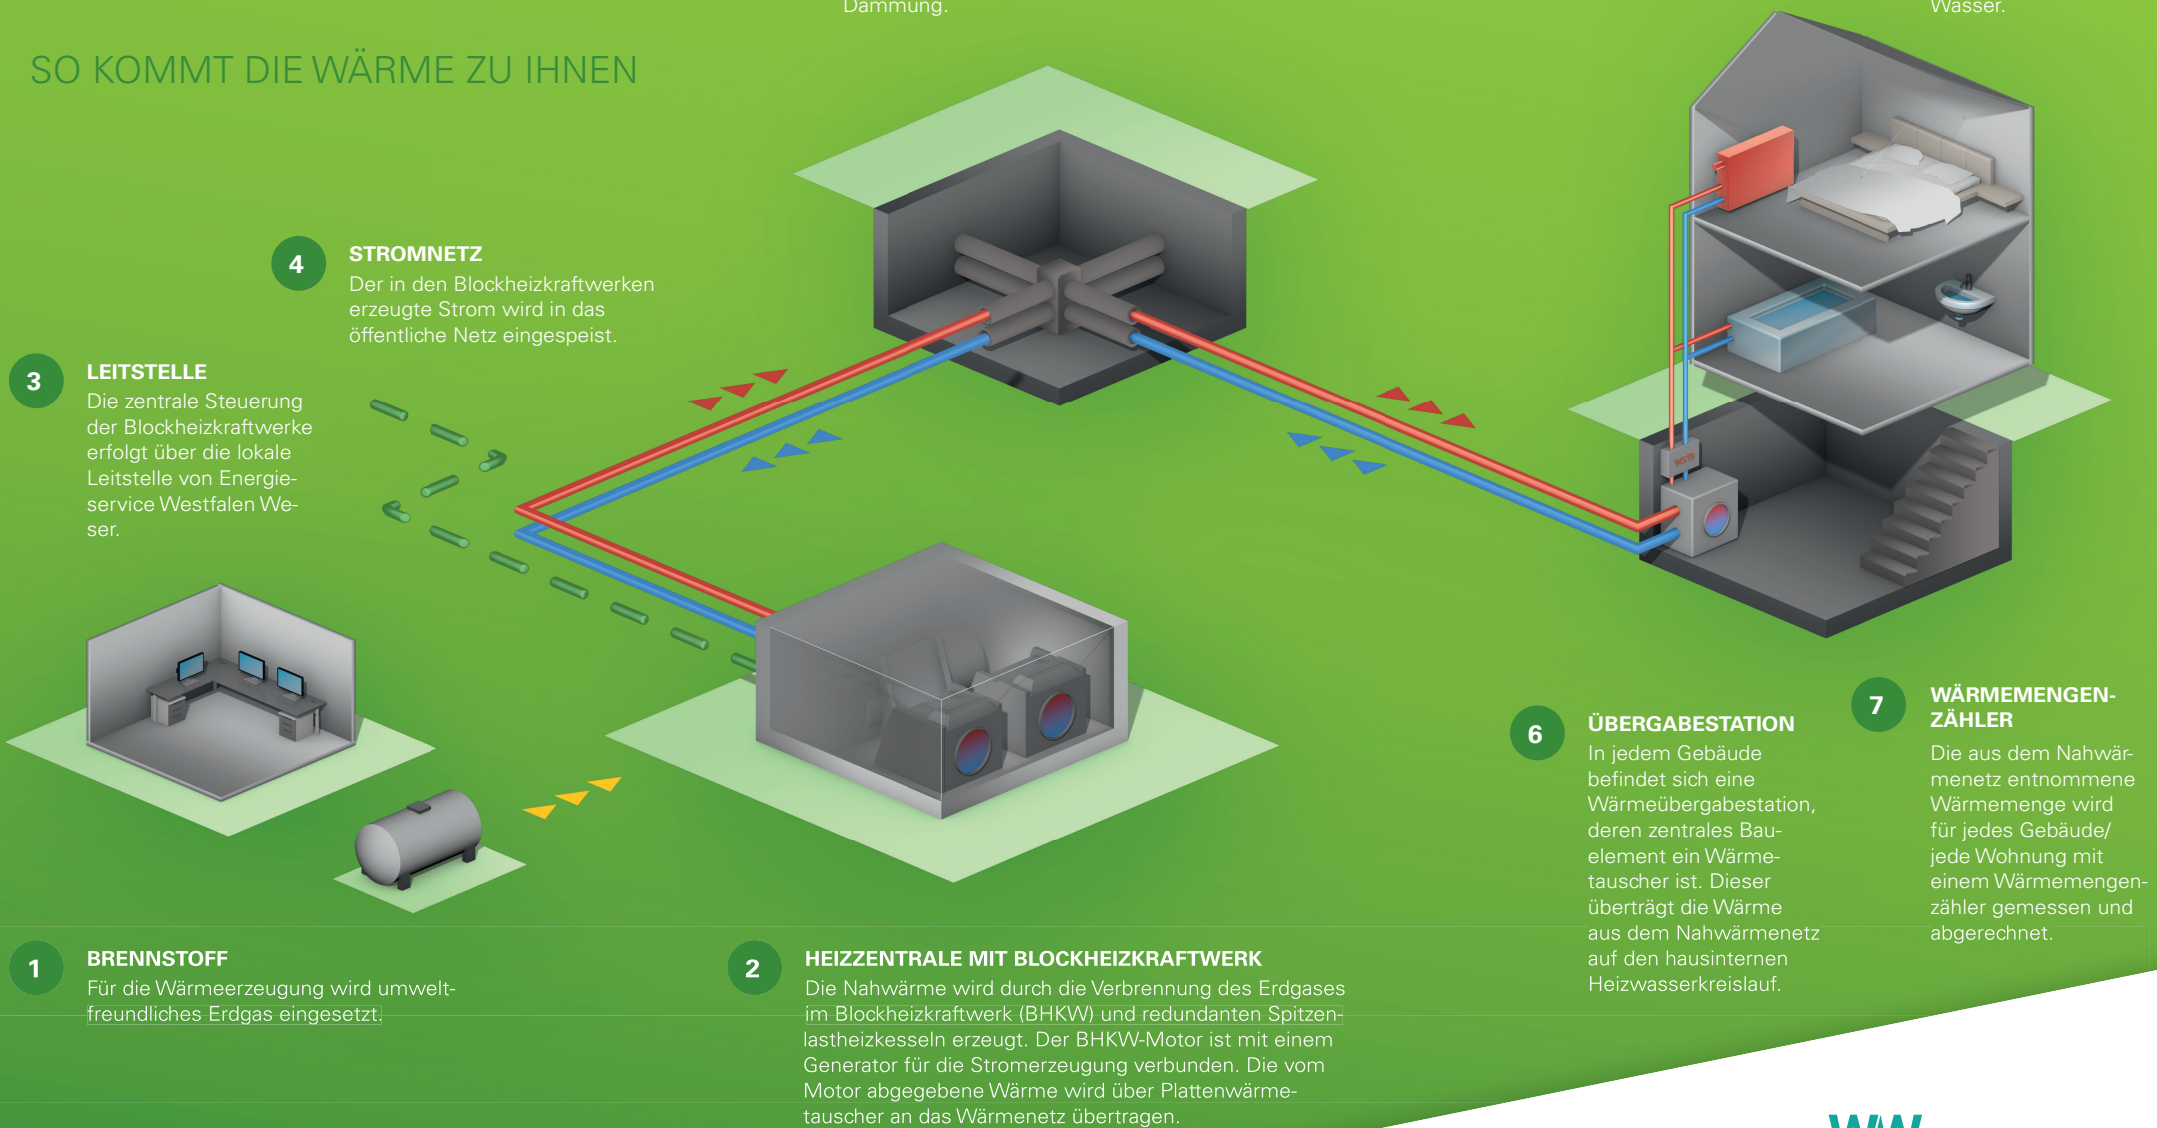 Dämmung.
Wasser.
SO KOMMT DIE WÄRME ZU IHNEN
4
STROMNETZ
Der in den Blockheizkraftwerken
erzeugte Strom wird in das
öffentliche Netz eingespeist.
3
LEITSTELLE
Die zentrale Steuerung
der Blockheizkraftwerke
erfolgt über die lokale
Leitstelle von Energie-
service Westfalen We-
ser.
6
ÜBERGABESTATION
In jedem Gebäude
befindet sich eine
Wärmeübergabestation,
deren zentrales Bau-
element ein Wärme-
tauscher ist. Dieser
überträgt die Wärme
aus dem Nahwärmenetz
auf den hausinternen
Heizwasserkreislauf.
7
WÄRMEMENGEN-
ZÄHLER
Die aus dem Nahwär-
menetz entnommene
Wärmemenge wird
für jedes Gebäude/
jede Wohnung mit
einem Wärmemengen-
zähler gemessen und
abgerechnet.
1
BRENNSTOFF
Für die Wärmeerzeugung wird umwelt-
freundliches Erdgas eingesetzt.
2
HEIZZENTRALE MIT BLOCKHEIZKRAFTWERK
Die Nahwärme wird durch die Verbrennung des Erdgases
im Blockheizkraftwerk (BHKW) und redundanten Spitzen-
lastheizkesseln erzeugt. Der BHKW-Motor ist mit einem
Generator für die Stromerzeugung verbunden. Die vom
Motor abgegebene Wärme wird über Plattenwärme-
tauscher an das Wärmenetz übertragen.